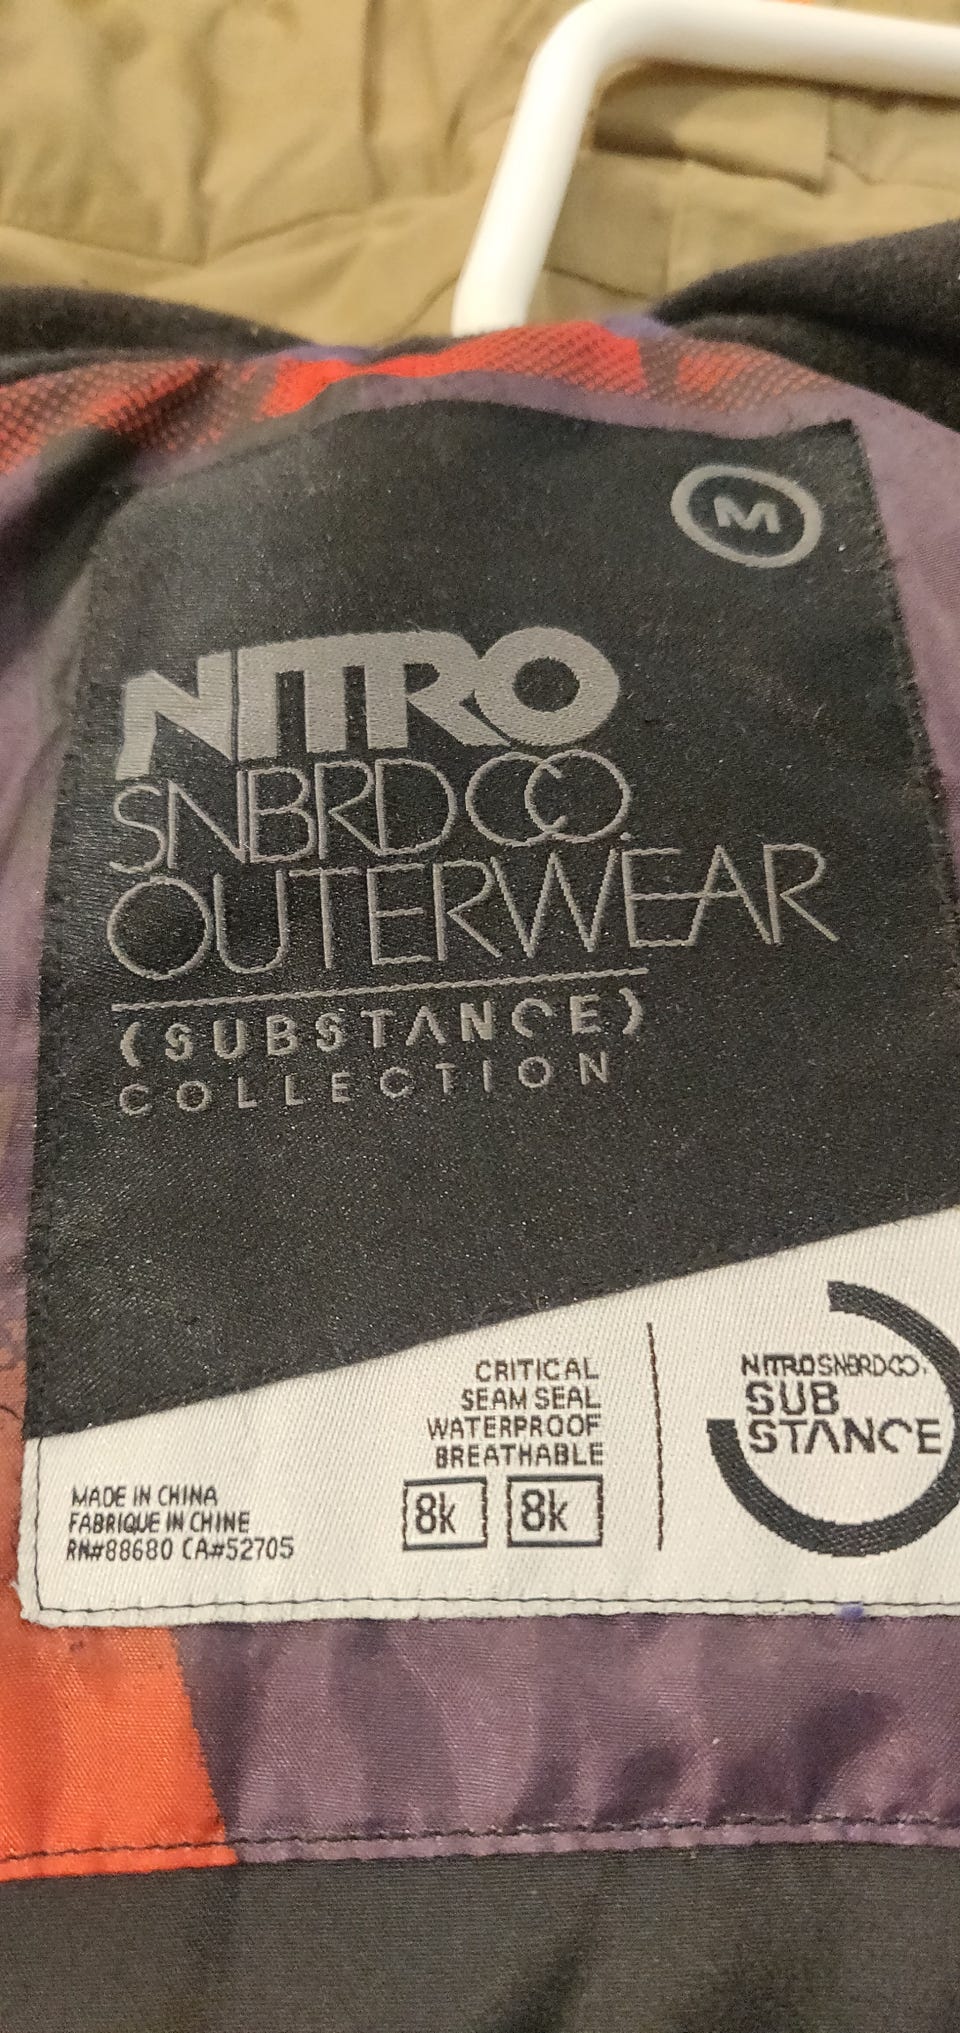 M
NITRO
SNBRD CO.
OUTERWEAR
(SUBSTANCE)
COLLECTION
CRITICAL
SEAM SEAL
WATERPROOF
BREATHABLE
8k 8k
MADE IN CHINA
FABRIQUE IN CHINE
RN#88680 CA#52705
NITRO SNBRD CO.
SUB
STANCE